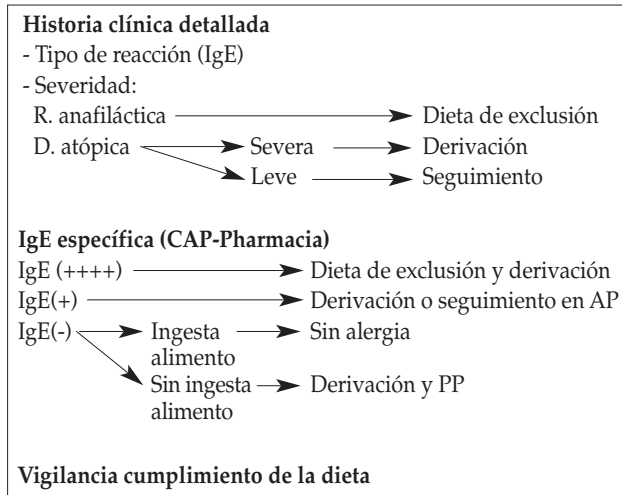 Historia clínica detallada
- Tipo de reacción (IgE)
- Severidad:
R. anafiláctica Dieta de exclusión
D. atópica Severa Derivación
Leve Seguimiento
IgE específica (CAP-Pharmacia)
IgE (++++) Dieta de exclusión y derivación
IgE(+) Derivación o seguimiento en AP
IgE(-) Ingesta Sin alergia
alimento
Sin ingesta Derivación y PP
alimento
Vigilancia cumplimiento de la dieta